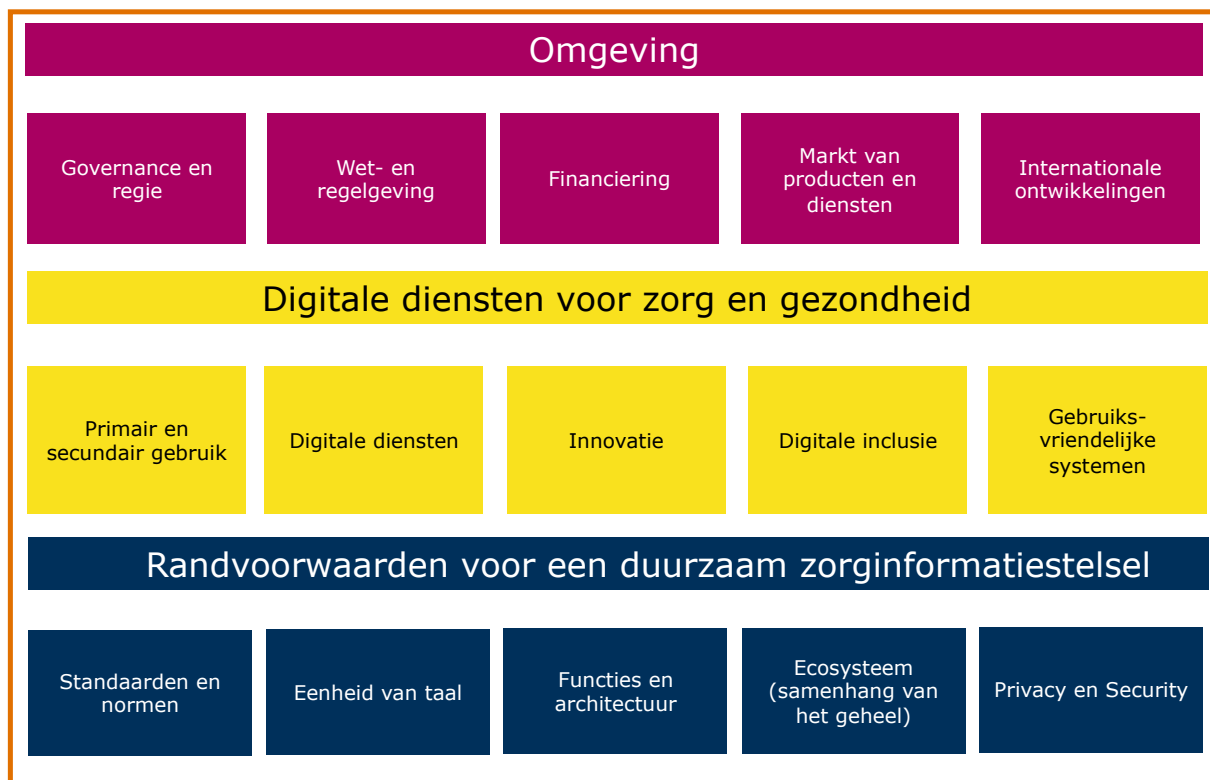 Omgeving
Governance en
regie
Wet- en
regelgeving
Financiering
Markt van
producten en
diensten
Internationale
ontwikkelingen
Digitale diensten voor zorg en gezondheid
Primair en
secundair gebruik
Digitale diensten
Innovatie
Digitale inclusie
Gebruiks-
vriendelijke
systemen
Randvoorwaarden voor een duurzaam zorginformatiestelsel
Standaarden en
normen
Eenheid van taal
Functies en
architectuur
Ecosysteem
(samenhang van
het geheel)
Privacy en Security